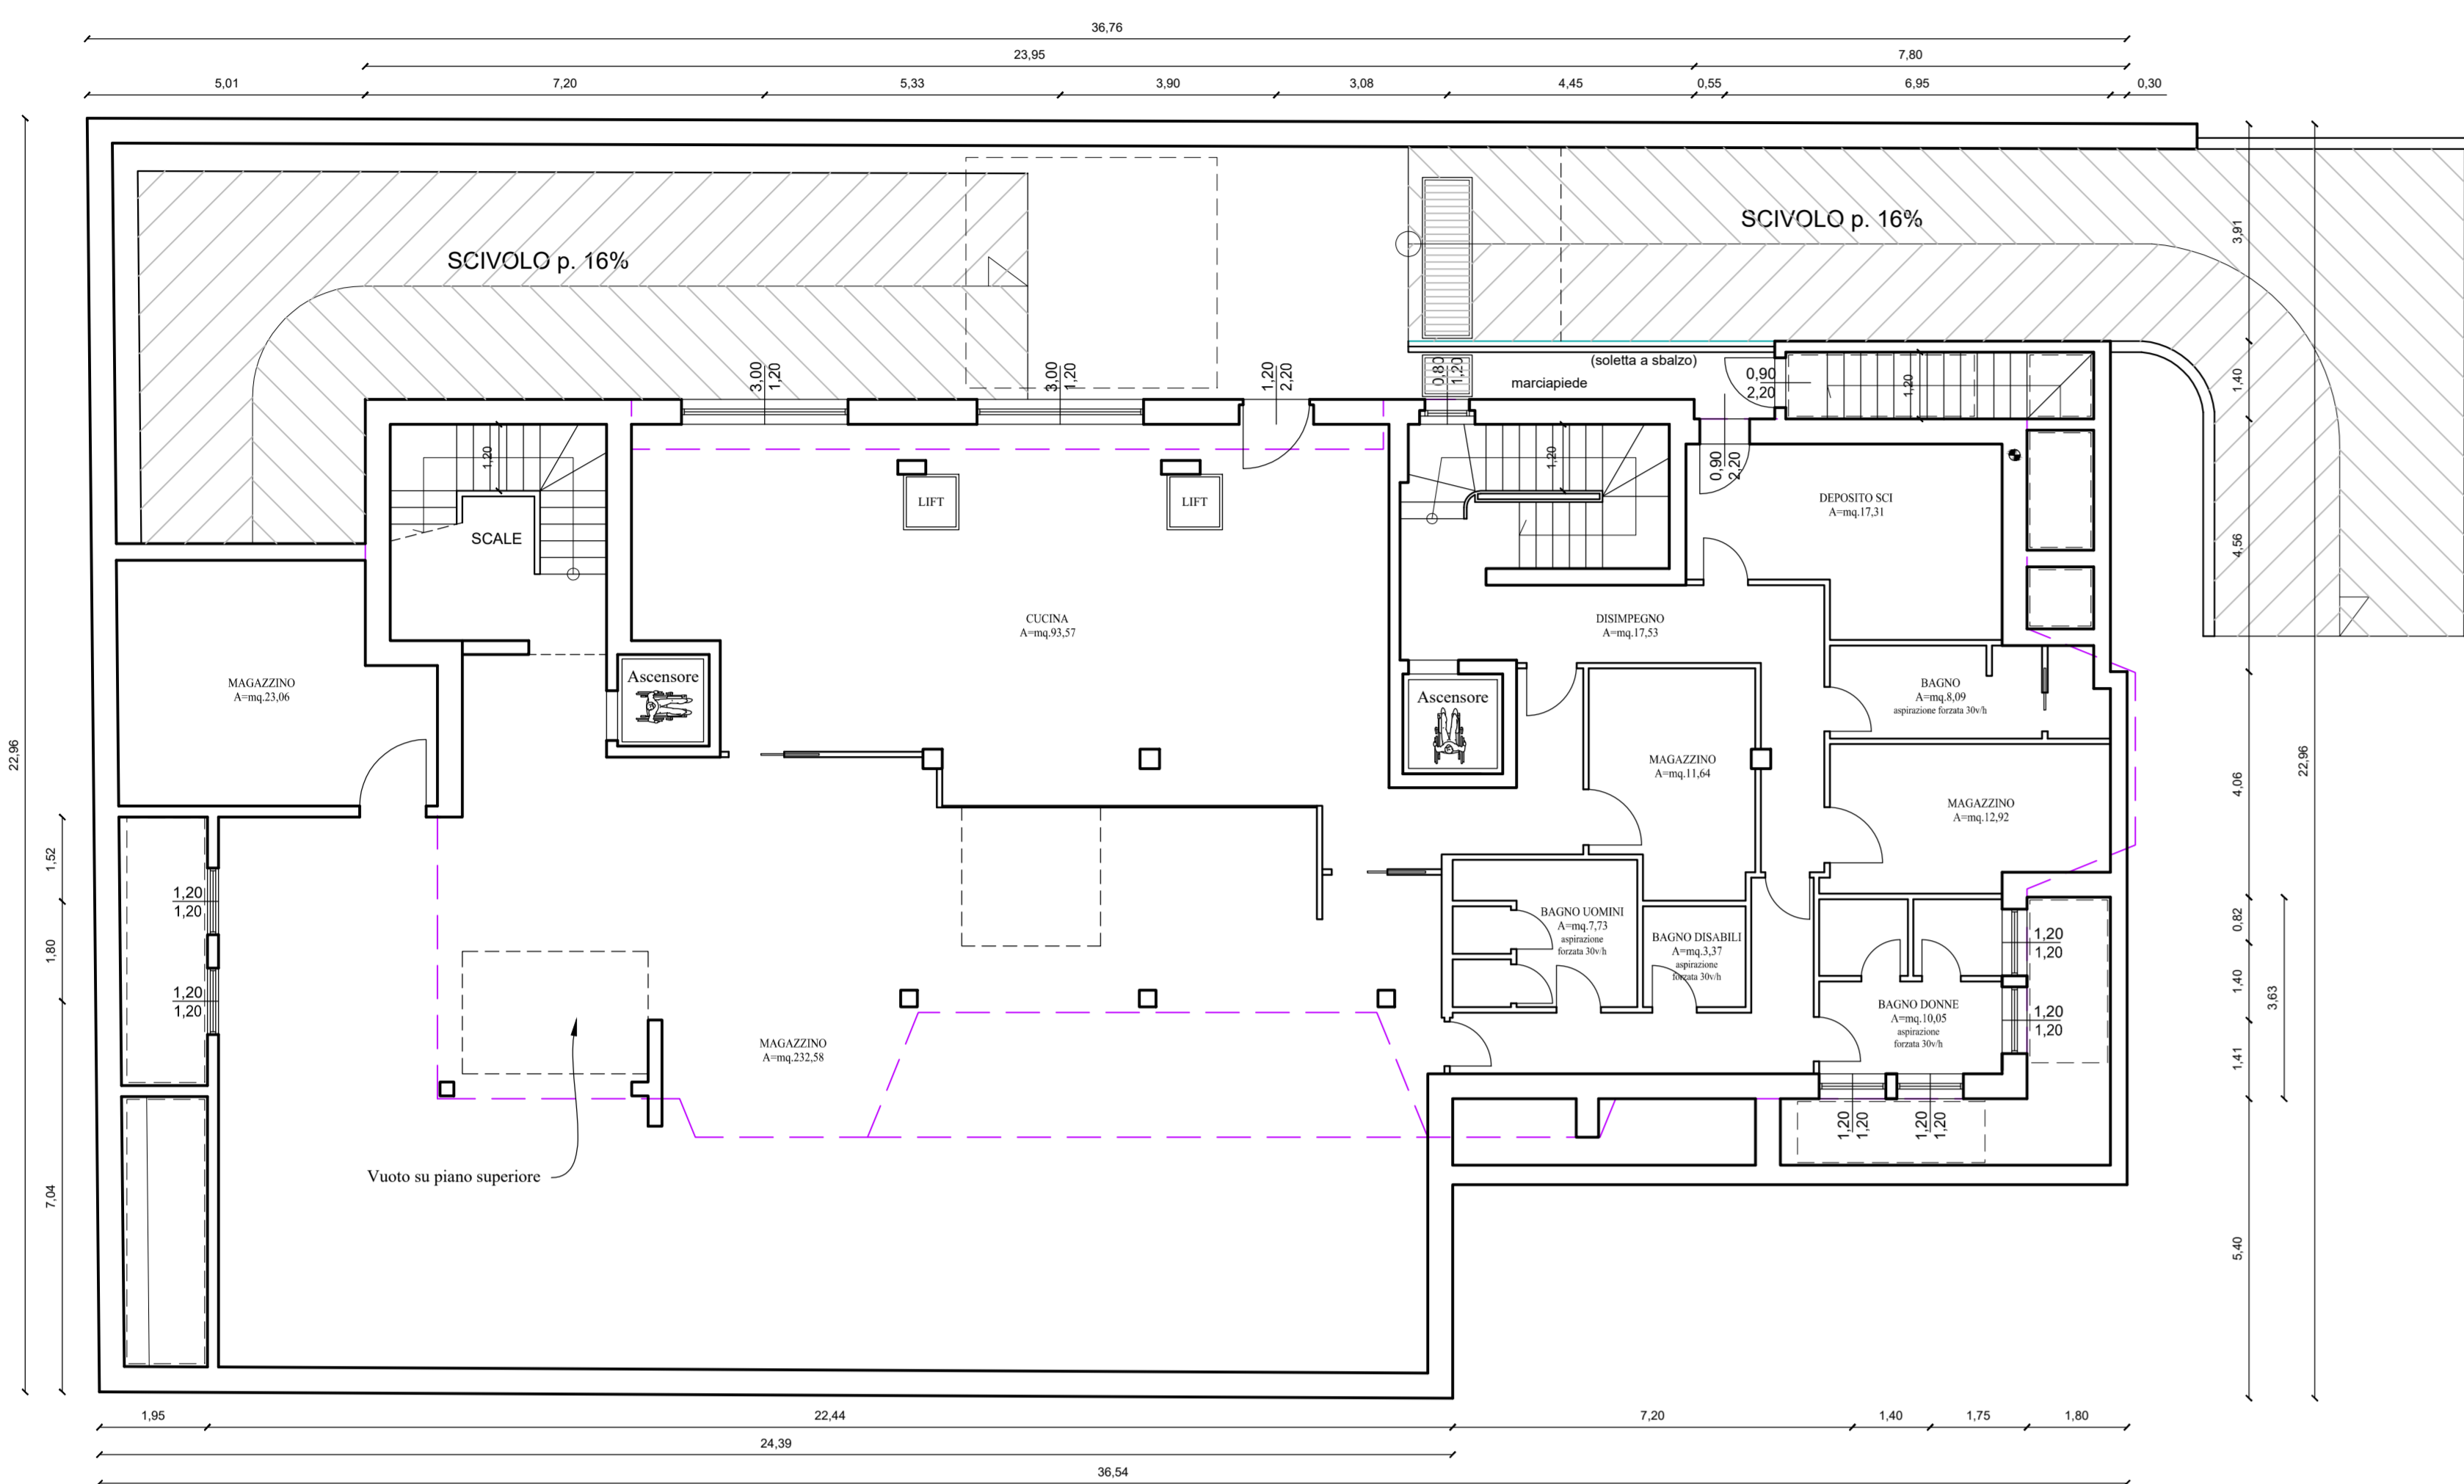 36,76
23,95
7,80
5,01
7,20
5,33
3,90
3,08
4,45
0,55
6,95
0,30
SCIVOLO p. 16%
SCIVOLO p. 16%
3,91
(soletta a sbalzo)
marciapiede
3,00
1,20
3,00
1,20
1,20
2,20
0,80
1,20
0,90
2,20
1,20
1,40
1,20
1,20
0,90
2,20
LIFT
LIFT
DEPOSITO SCI
A=mq.17,31
SCALE
4,56
CUCINA
A=mq.93,57
DISIMPEGNO
A=mq.17,53
MAGAZZINO
A=mq.23,06
Ascensore
Ascensore
BAGNO
A=mq.8,09
aspirazione forzata 30v/h
22,96
22,96
MAGAZZINO
A=mq.11,64
4,06
MAGAZZINO
A=mq.12,92
1,52
1,20
1,20
BAGNO UOMINI
A=mq.7,73
aspirazione
forzata 30v/h
BAGNO DISABILI
A=mq.3,37
aspirazione
forzata 30v/h
0,82
1,20
1,20
1,80
1,20
1,20
1,40
3,63
BAGNO DONNE
A=mq.10,05
aspirazione
forzata 30v/h
1,20
1,20
MAGAZZINO
A=mq.232,58
1,41
1,20
1,20
1,20
1,20
Vuoto su piano superiore
7,04
5,40
1,95
22,44
7,20
1,40
1,75
1,80
24,39
36,54